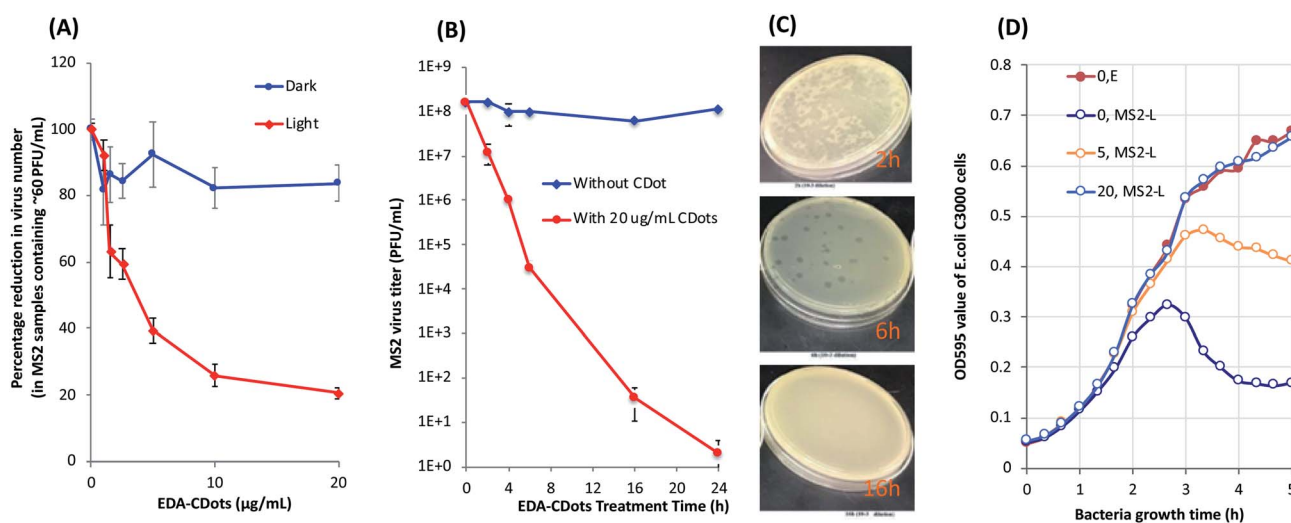 (A)
120
100
80
60
40
20
0
Percentage reduction in virus number
(in MS2 samples containing ~60 PFU/mL)
Dark
Light
0
10
20
EDA-CDots (µg/mL)
(B)
1E+9
1E+8
1E+7
1E+6
1E+5
1E+4
1E+3
1E+2
1E+1
1E+0
MS2 virus titer (PFU/mL)
Without CDot
With 20 ug/mL CDots
0
4
8
12
16
20
24
EDA-CDots Treatment Time (h)
(C)
2h
6h
16h
(D)
0.8
0.7
0.6
0.5
0.4
0.3
0.2
0.1
0
OD595 value of E.coli C3000 cells
0,E
0, MS2-L
5, MS2-L
20, MS2-L
0
1
2
3
4
5
Bacteria growth time (h)